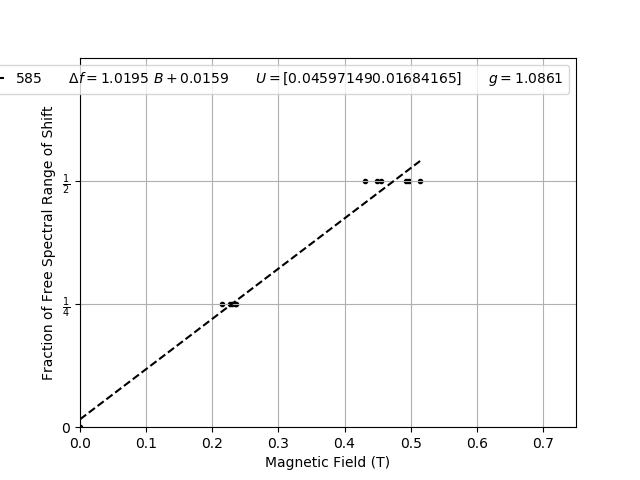 585 Δf = 1.0195 B + 0.0159 U = [0.045971490.01684165] g = 1.0861
Fraction of Free Spectral Range of Shift
1/2
1/4
0
0.0 0.1 0.2 0.3 0.4 0.5 0.6 0.7
Magnetic Field (T)